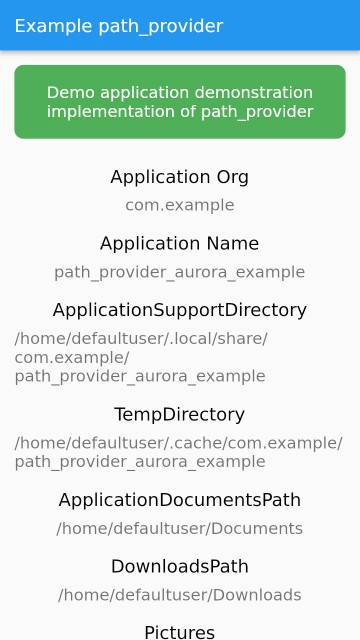 Example path_provider
Demo application demonstration
implementation of path_provider
Application Org
com.example
Application Name
path_provider_aurora_example
ApplicationSupportDirectory
/home/defaultuser/.local/share/
com.example/
path_provider_aurora_example
TempDirectory
/home/defaultuser/.cache/com.example/
path_provider_aurora_example
ApplicationDocumentsPath
/home/defaultuser/Documents
DownloadsPath
/home/defaultuser/Downloads
Pictures